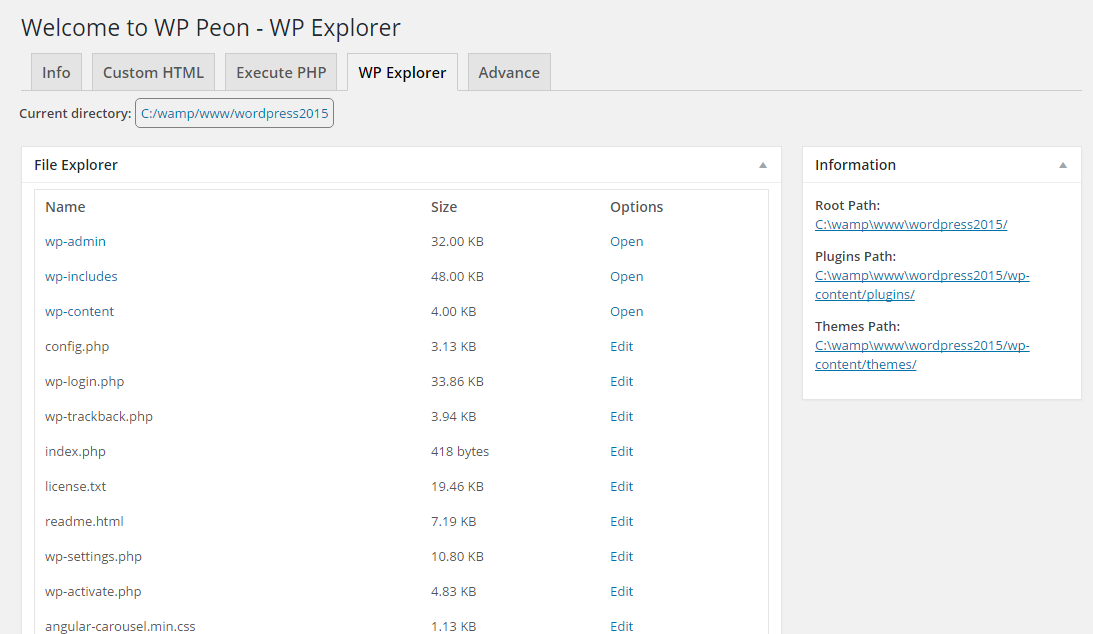 Welcome to WP Peon - WP Explorer
Info Custom HTML Execute PHP WP Explorer Advance
Current directory: C:/wamp/www/wordpress2015
File Explorer
Name Size Options
wp-admin 32.00 KB Open
wp-includes 48.00 KB Open
wp-content 4.00 KB Open
config.php 3.13 KB Edit
wp-login.php 33.86 KB Edit
wp-trackback.php 3.94 KB Edit
index.php 418 bytes Edit
license.txt 19.46 KB Edit
readme.html 7.19 KB Edit
wp-settings.php 10.80 KB Edit
wp-activate.php 4.83 KB Edit
angular-carousel.min.css 1.13 KB Edit
Information
Root Path:
C:\wamp\www\wordpress2015/
Plugins Path:
C:\wamp\www\wordpress2015/wp-
content/plugins/
Themes Path:
C:\wamp\www\wordpress2015/wp-
content/themes/